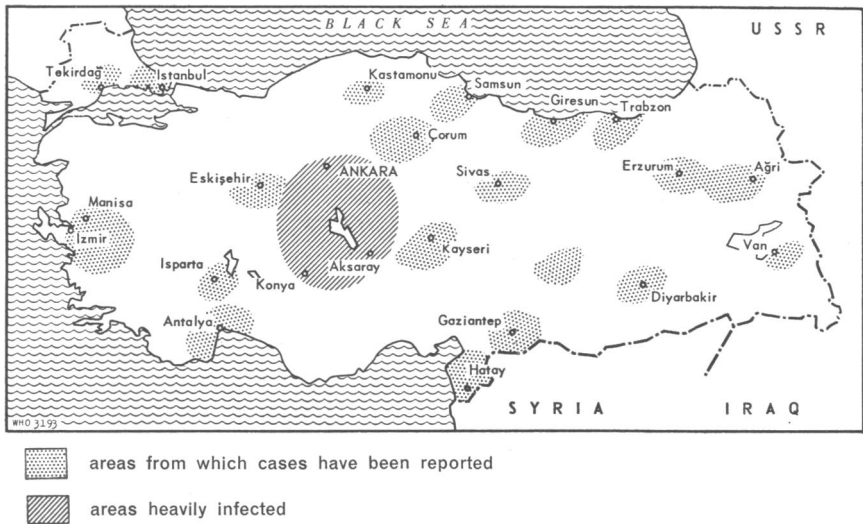 BLACK SEA
USSR
Tekirdağ
Istanbul
Kastamonu
Samsun
Giresun
Trabzon
Çorum
Eskişehir
ANKARA
Sivas
Erzurum
Ağri
Manisa
Izmir
Kayseri
Van
Isparta
Konya
Aksaray
Diyarbakir
Antalya
Gaziantep
Hatay
SYRIA
IRAQ
WHO 3193
areas from which cases have been reported
areas heavily infected